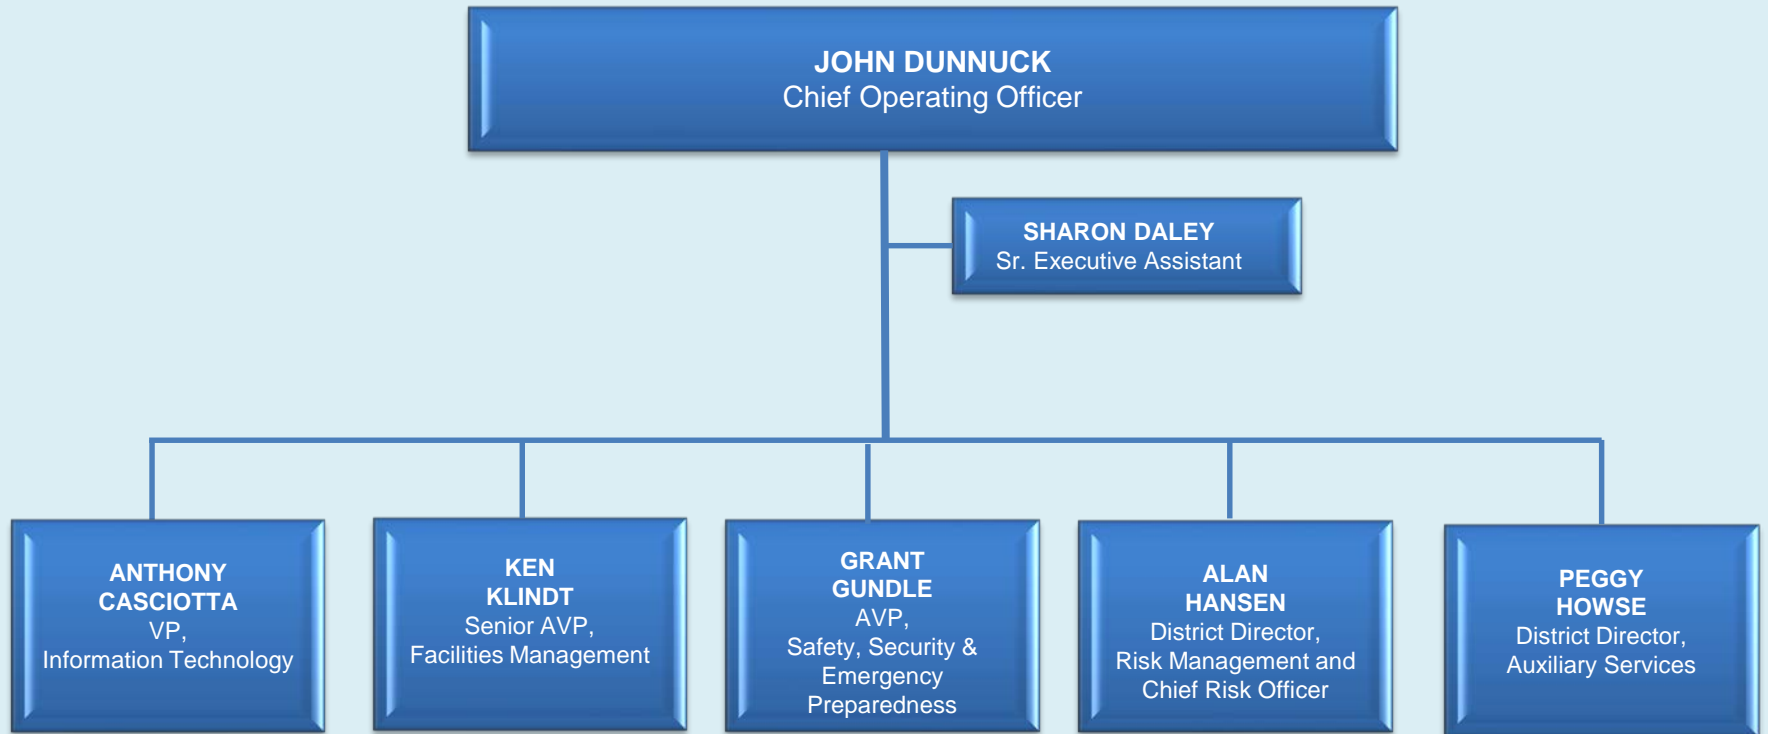 JOHN DUNNUCK
Chief Operating Officer
SHARON DALEY
Sr. Executive Assistant
ANTHONY
CASCIOTTA
VP,
Information Technology
KEN
KLINDT
Senior AVP,
Facilities Management
GRANT
GUNDLE
AVP,
Safety, Security &
Emergency
Preparedness
ALAN
HANSEN
District Director,
Risk Management and
Chief Risk Officer
PEGGY
HOWSE
District Director,
Auxiliary Services